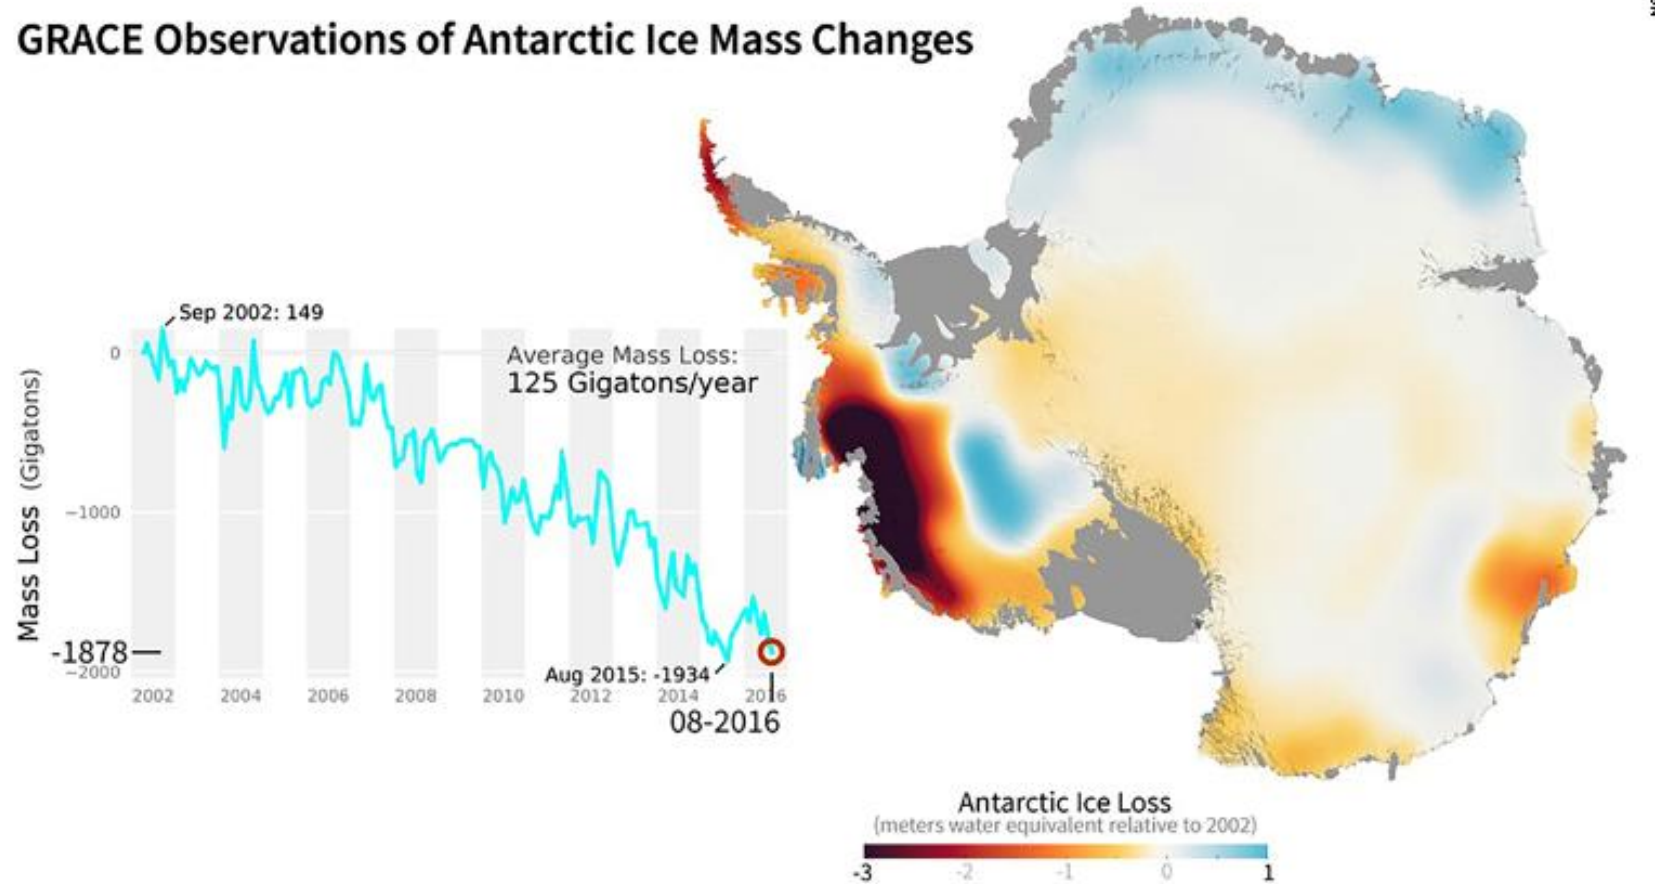 GRACE Observations of Antarctic Ice Mass Changes
Sep 2002: 149
Average Mass Loss:
125 Gigatons/year
Mass Loss (Gigatons)
0
−1000
-1878
−2000
Aug 2015: -1934
2002 2004 2006 2008 2010 2012 2014 2016
08-2016
Antarctic Ice Loss
(meters water equivalent relative to 2002)
-3 -2 -1 0 1